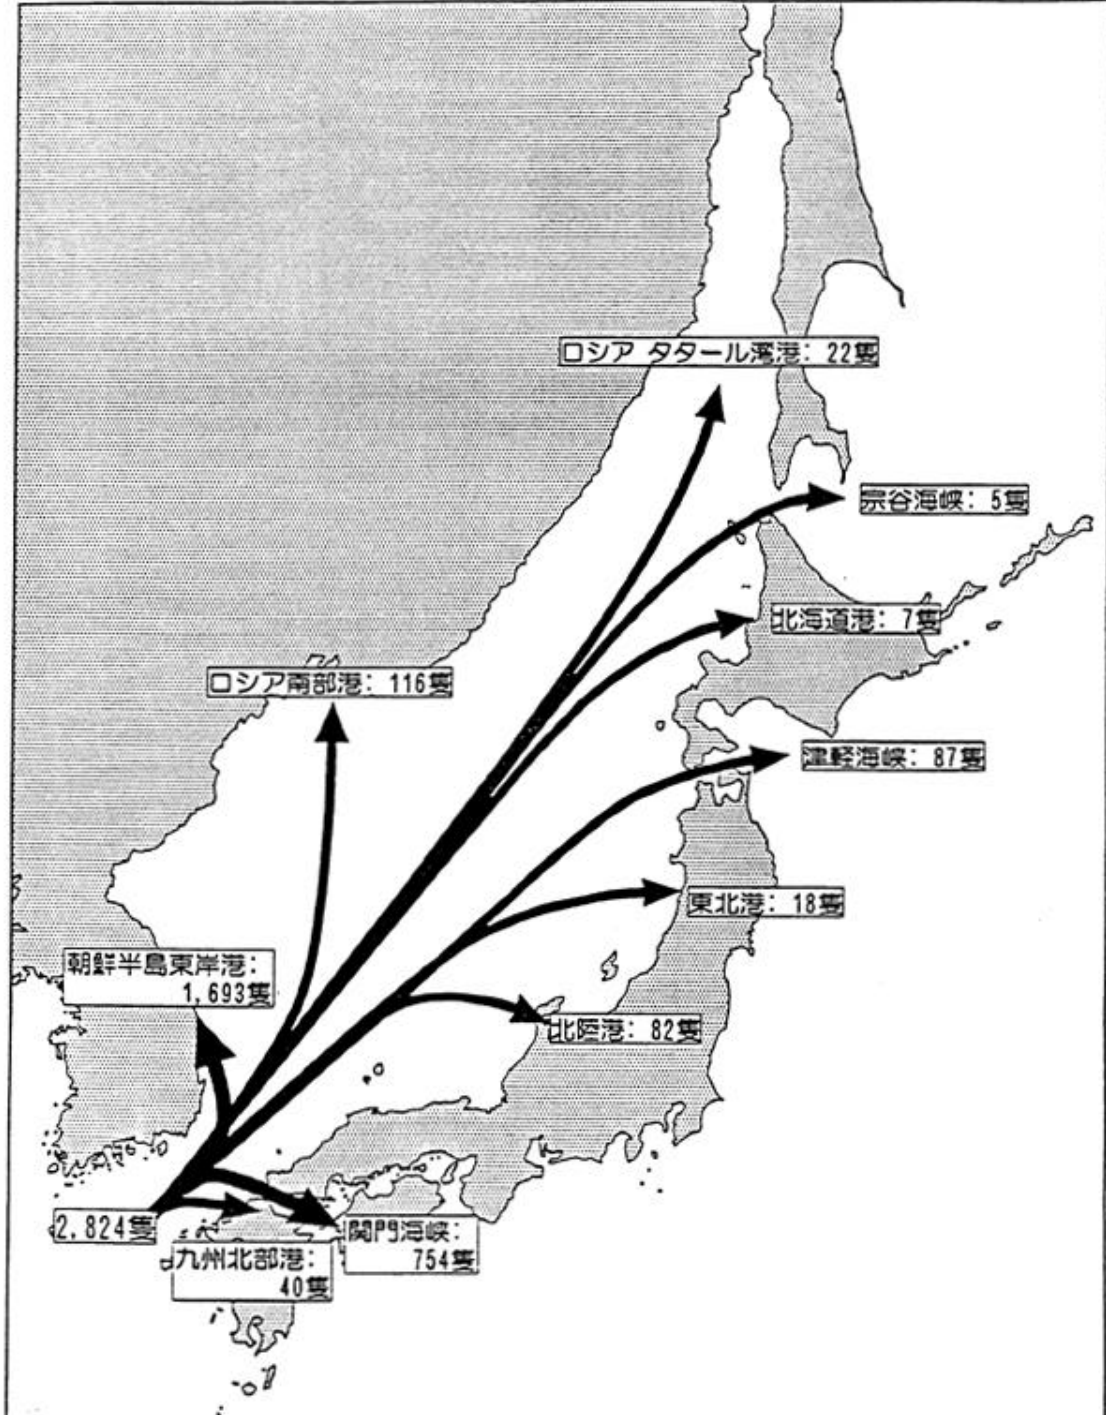 ロシア タタール湾港: 22隻
宗谷海峡: 5隻
北海道港: 7隻
ロシア南部港: 116隻
津軽海峡: 87隻
東北港: 18隻
朝鮮半島東岸港:
1,693隻
北陸港: 82隻
2,824隻
関門海峡:
754隻
九州北部港:
40隻